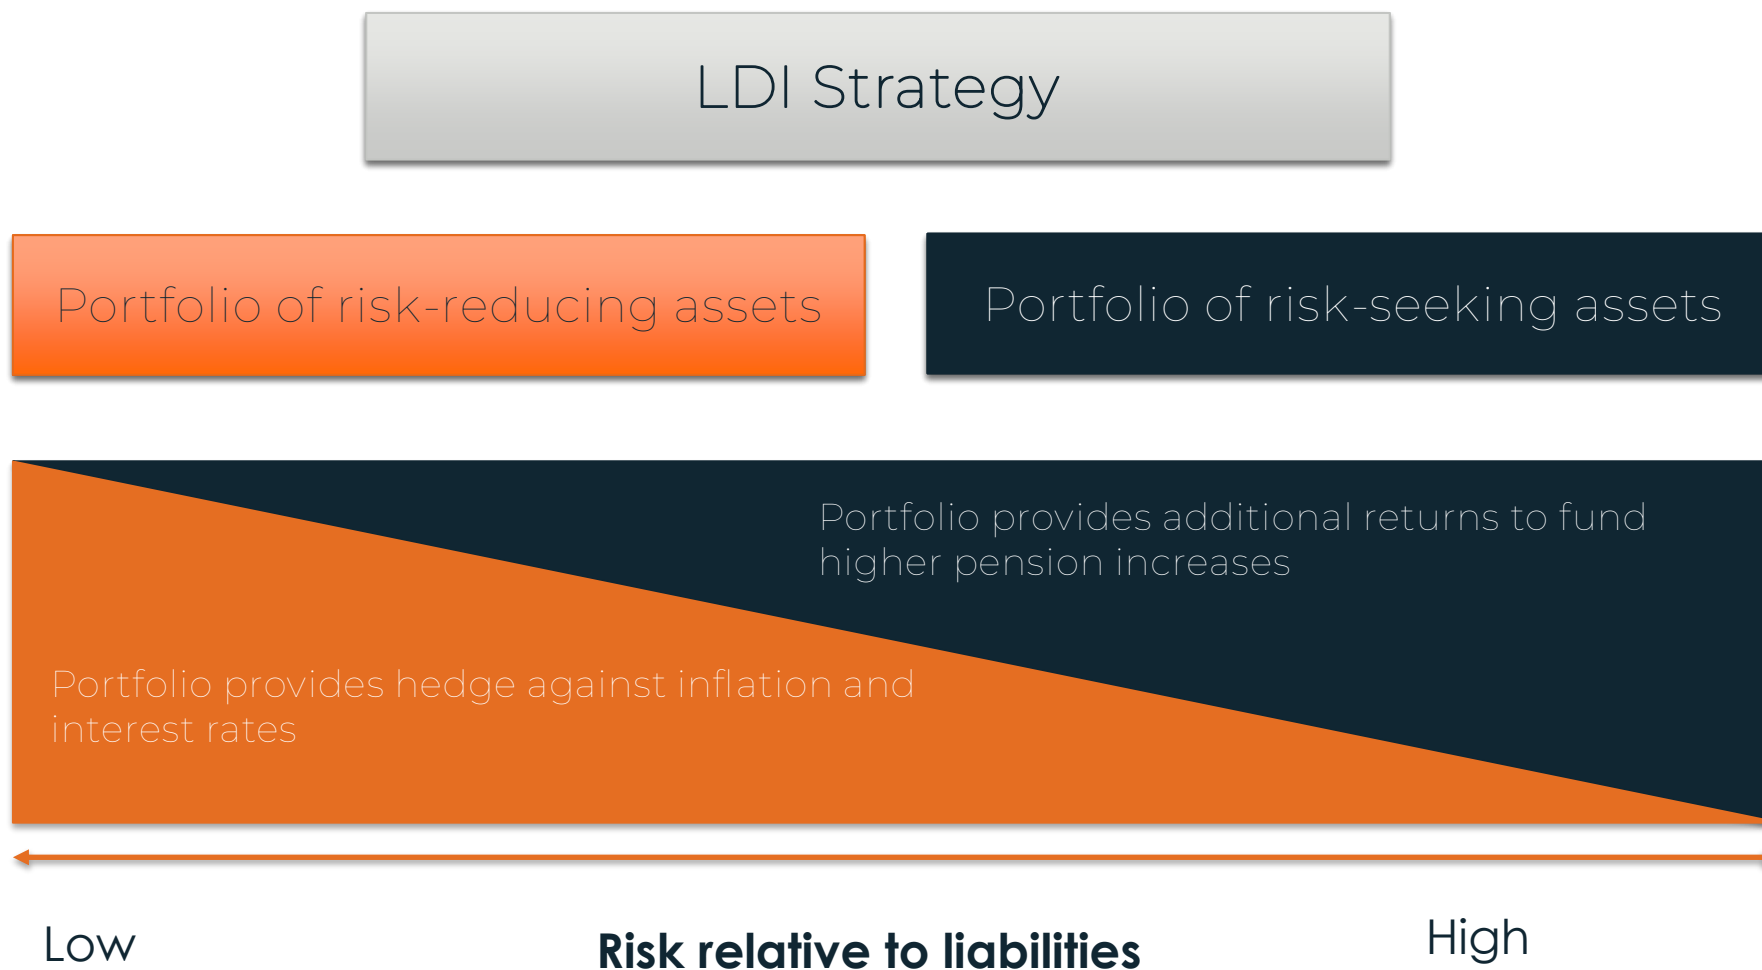 LDI Strategy
Portfolio of risk-reducing assets
Portfolio of risk-seeking assets
Portfolio provides additional returns to fund
higher pension increases
Portfolio provides hedge against inflation and
interest rates
Low
Risk relative to liabilities
High